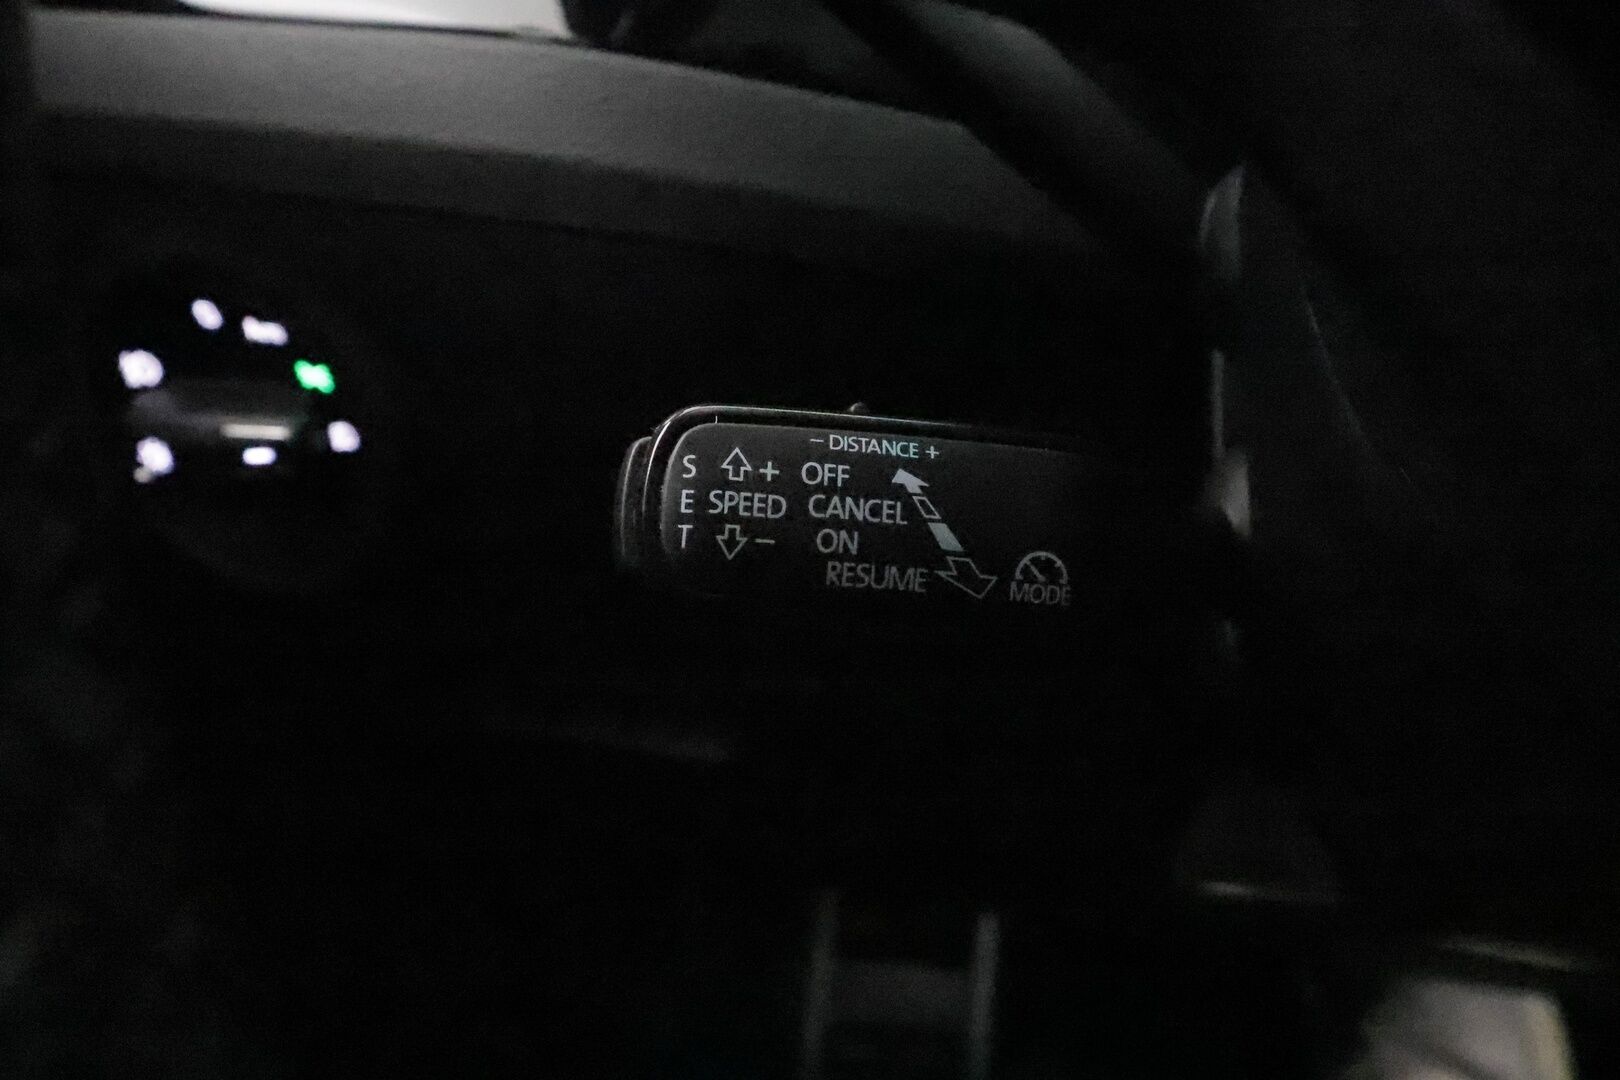 − DISTANCE +
S + OFF
E SPEED CANCEL
T − ON
RESUME
MODE